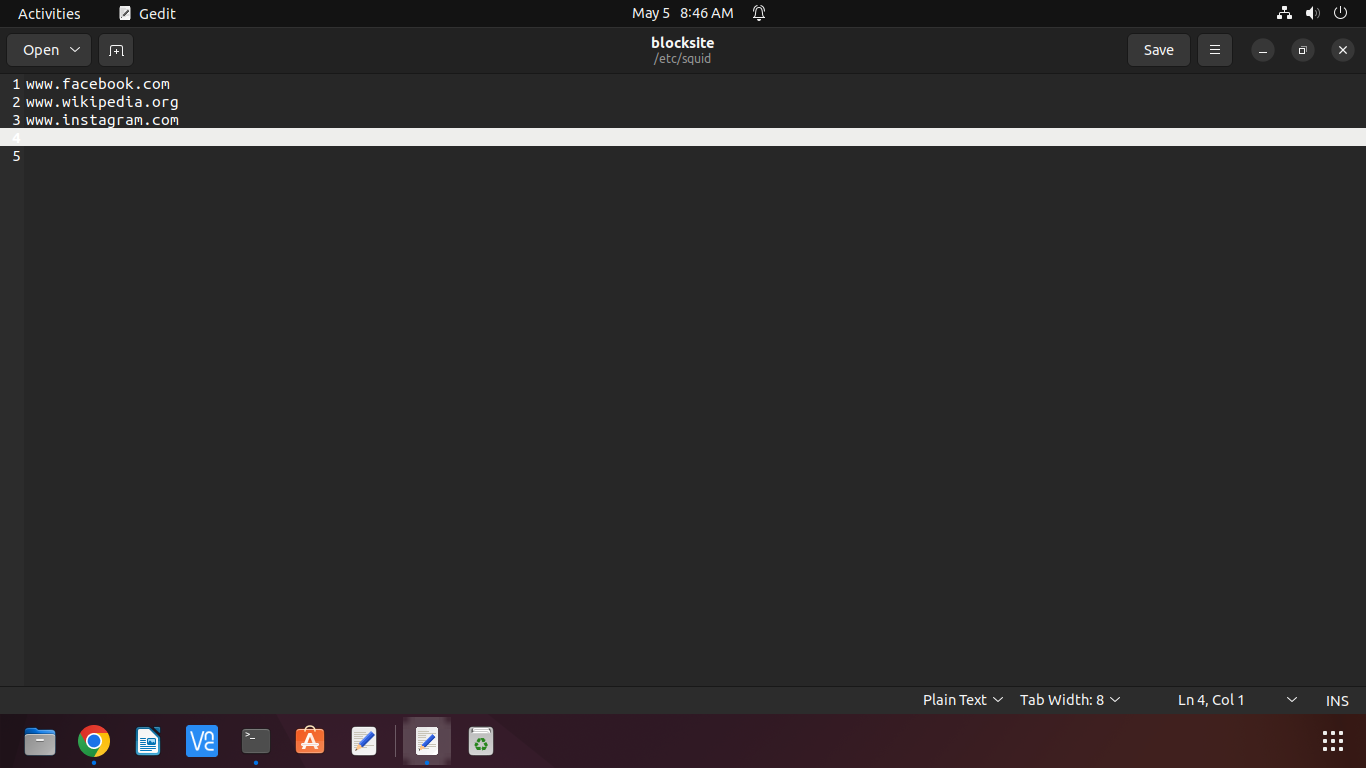 Activities Gedit May 5 8:46 AM
Open blocksite Save
/etc/squid
1 www.facebook.com
2 www.wikipedia.org
3 www.instagram.com
4
5
Plain Text Tab Width: 8 Ln 4, Col 1 INS